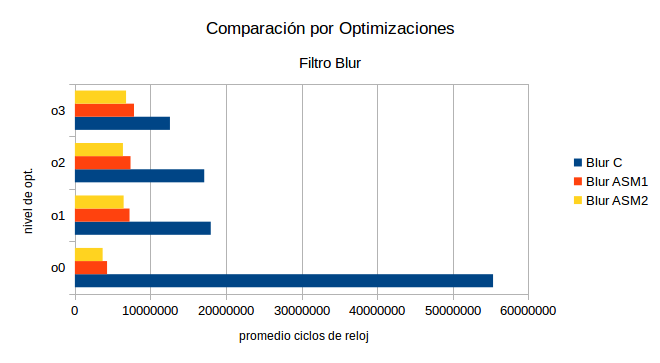 Comparación por Optimizaciones
Filtro Blur
nivel de opt.
o3
o2
o1
o0
0 10000000 20000000 30000000 40000000 50000000 60000000
promedio ciclos de reloj
Blur C
Blur ASM1
Blur ASM2